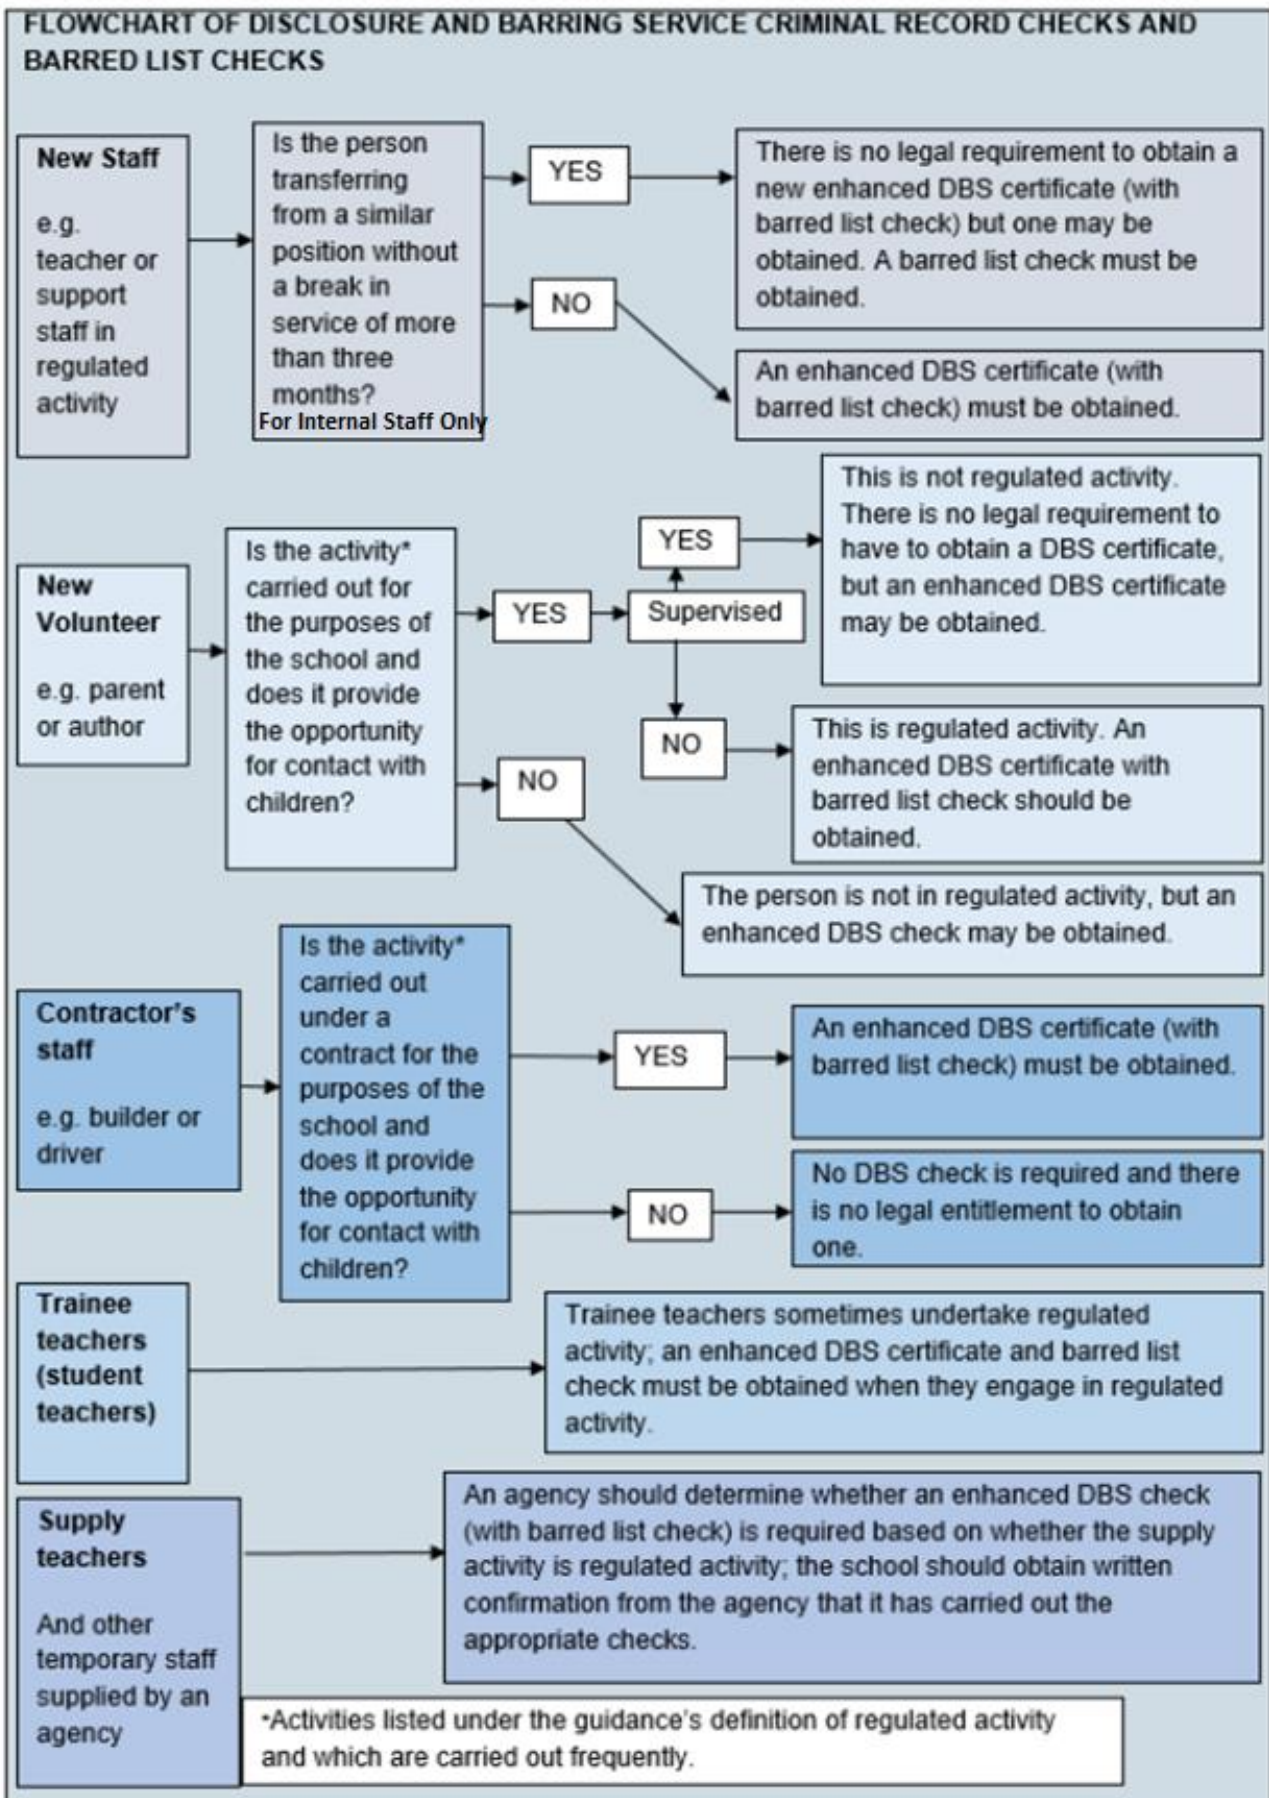 FLOWCHART OF DISCLOSURE AND BARRING SERVICE CRIMINAL RECORD CHECKS AND
BARRED LIST CHECKS
New Staff
e.g.
teacher or
support
staff in
regulated
activity
Is the person
transferring
from a similar
position without
a break in
service of more
than three
months?
For Internal Staff Only
YES
There is no legal requirement to obtain a
new enhanced DBS certificate (with
barred list check) but one may be
obtained. A barred list check must be
obtained.
NO
An enhanced DBS certificate (with
barred list check) must be obtained.
New
Volunteer
e.g. parent
or author
Is the activity*
carried out for
the purposes of
the school and
does it provide
the opportunity
for contact with
children?
YES
Supervised
YES
This is not regulated activity.
There is no legal requirement to
have to obtain a DBS certificate,
but an enhanced DBS certificate
may be obtained.
NO
This is regulated activity. An
enhanced DBS certificate with
barred list check should be
obtained.
NO
The person is not in regulated activity, but an
enhanced DBS check may be obtained.
Contractor's
staff
e.g. builder or
driver
Is the activity*
carried out
under a
contract for the
purposes of the
school and
does it provide
the opportunity
for contact with
children?
YES
An enhanced DBS certificate (with
barred list check) must be obtained.
NO
No DBS check is required and there
is no legal entitlement to obtain
one.
Trainee
teachers
(student
teachers)
Trainee teachers sometimes undertake regulated
activity; an enhanced DBS certificate and barred list
check must be obtained when they engage in regulated
activity.
Supply
teachers
And other
temporary staff
supplied by an
agency
An agency should determine whether an enhanced DBS check
(with barred list check) is required based on whether the supply
activity is regulated activity; the school should obtain written
confirmation from the agency that it has carried out the
appropriate checks.
*Activities listed under the guidance's definition of regulated activity
and which are carried out frequently.